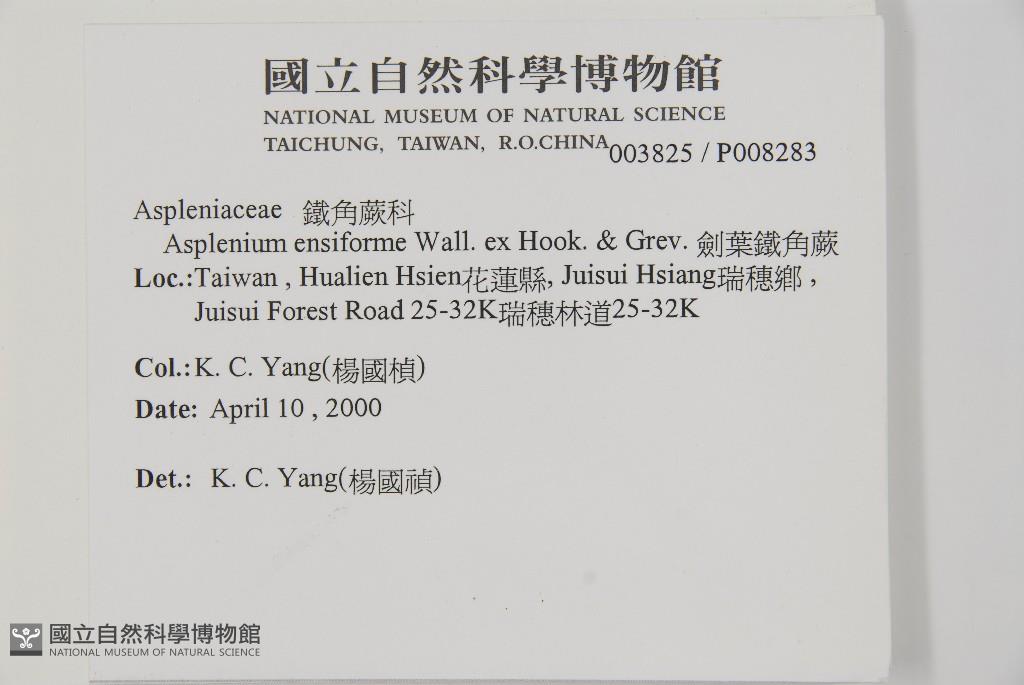 國立自然科學博物館
NATIONAL MUSEUM OF NATURAL SCIENCE
TAICHUNG, TAIWAN, R.O.CHINA 003825 / P008283
Aspleniaceae 鐵角蕨科
Asplenium ensiforme Wall. ex Hook. & Grev. 劍葉鐵角蕨
Loc.:Taiwan , Hualien Hsien花蓮縣, Juisui Hsiang瑞穗鄉 ,
Juisui Forest Road 25-32K瑞穗林道25-32K
Col.:K. C. Yang(楊國楨)
Date: April 10 , 2000
Det.: K. C. Yang(楊國禎)
國立自然科學博物館
NATIONAL MUSEUM OF NATURAL SCIENCE